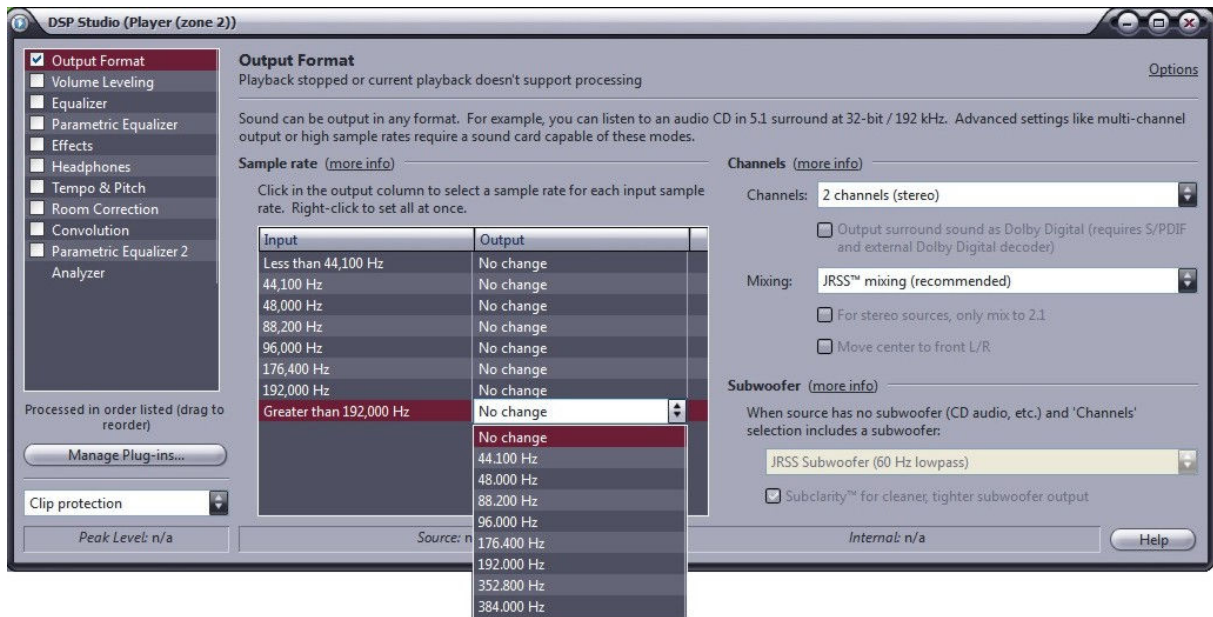 DSP Studio (Player (zone 2))
Output Format
Volume Leveling
Equalizer
Parametric Equalizer
Effects
Headphones
Tempo & Pitch
Room Correction
Convolution
Parametric Equalizer 2
Analyzer
Processed in order listed (drag to
reorder)
Manage Plug-ins...
Clip protection
Peak Level: n/a
Output Format
Playback stopped or current playback doesn't support processing
Options
Sound can be output in any format. For example, you can listen to an audio CD in 5.1 surround at 32-bit / 192 kHz. Advanced settings like multi-channel
output or high sample rates require a sound card capable of these modes.
Sample rate (more info)
Click in the output column to select a sample rate for each input sample
rate. Right-click to set all at once.
Input Output
Less than 44,100 Hz No change
44,100 Hz No change
48,000 Hz No change
88,200 Hz No change
96,000 Hz No change
176,400 Hz No change
192,000 Hz No change
Greater than 192,000 Hz No change
No change
44.100 Hz
48.000 Hz
88.200 Hz
96.000 Hz
176.400 Hz
192.000 Hz
352.800 Hz
384.000 Hz
Channels (more info)
Channels: 2 channels (stereo)
Output surround sound as Dolby Digital (requires S/PDIF
and external Dolby Digital decoder)
Mixing: JRSS™ mixing (recommended)
For stereo sources, only mix to 2.1
Move center to front L/R
Subwoofer (more info)
When source has no subwoofer (CD audio, etc.) and 'Channels'
selection includes a subwoofer:
JRSS Subwoofer (60 Hz lowpass)
Subclarity™ for cleaner, tighter subwoofer output
Source: n
Internal: n/a
Help